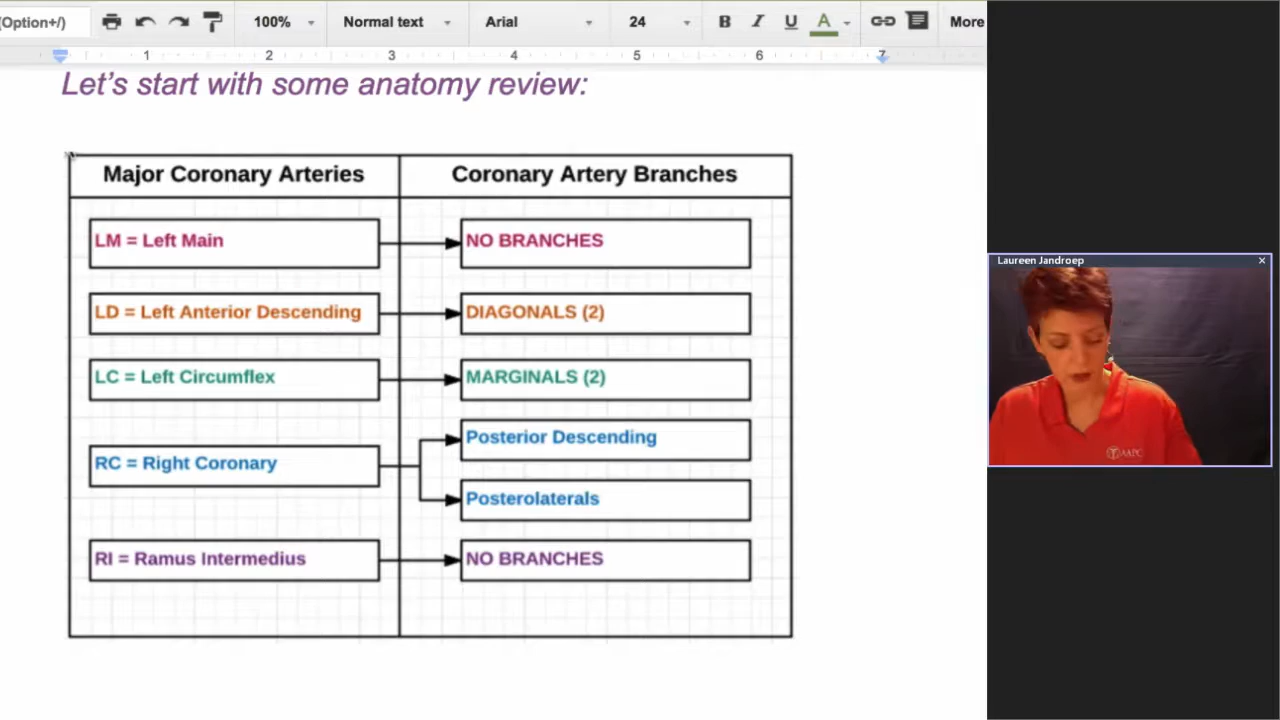 (Option+/)
100%
Normal text
Arial
24
B
I
U
A
More
1 2 3 4 5 6 7
Let's start with some anatomy review:
Major Coronary Arteries
Coronary Artery Branches
LM = Left Main
NO BRANCHES
LD = Left Anterior Descending
DIAGONALS (2)
LC = Left Circumflex
MARGINALS (2)
RC = Right Coronary
Posterior Descending
Posterolaterals
RI = Ramus Intermedius
NO BRANCHES
Laureen Jandroep
AAPC